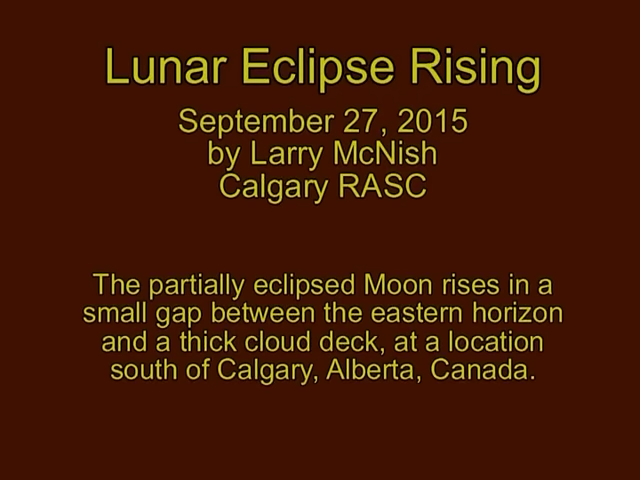 Lunar Eclipse Rising
September 27, 2015
by Larry McNish
Calgary RASC
The partially eclipsed Moon rises in a
small gap between the eastern horizon
and a thick cloud deck, at a location
south of Calgary, Alberta, Canada.